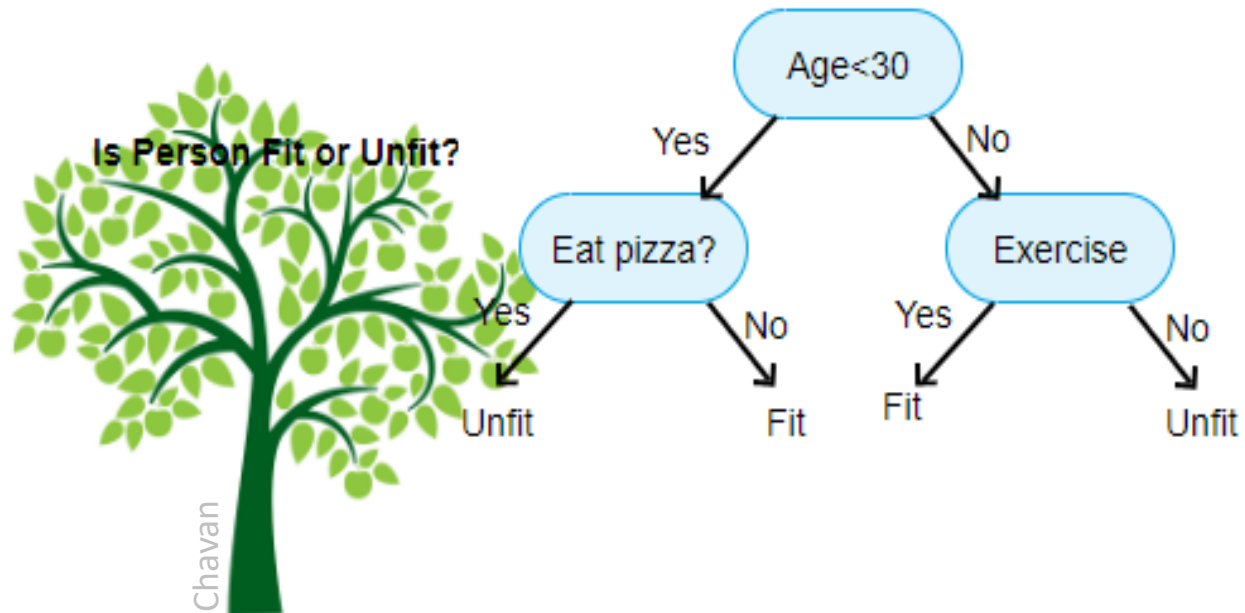 Age<30
Is Person Fit or Unfit?
Yes
No
Eat pizza?
Exercise
Yes
No
Yes
No
Unfit
Fit
Fit
Unfit
Chavan